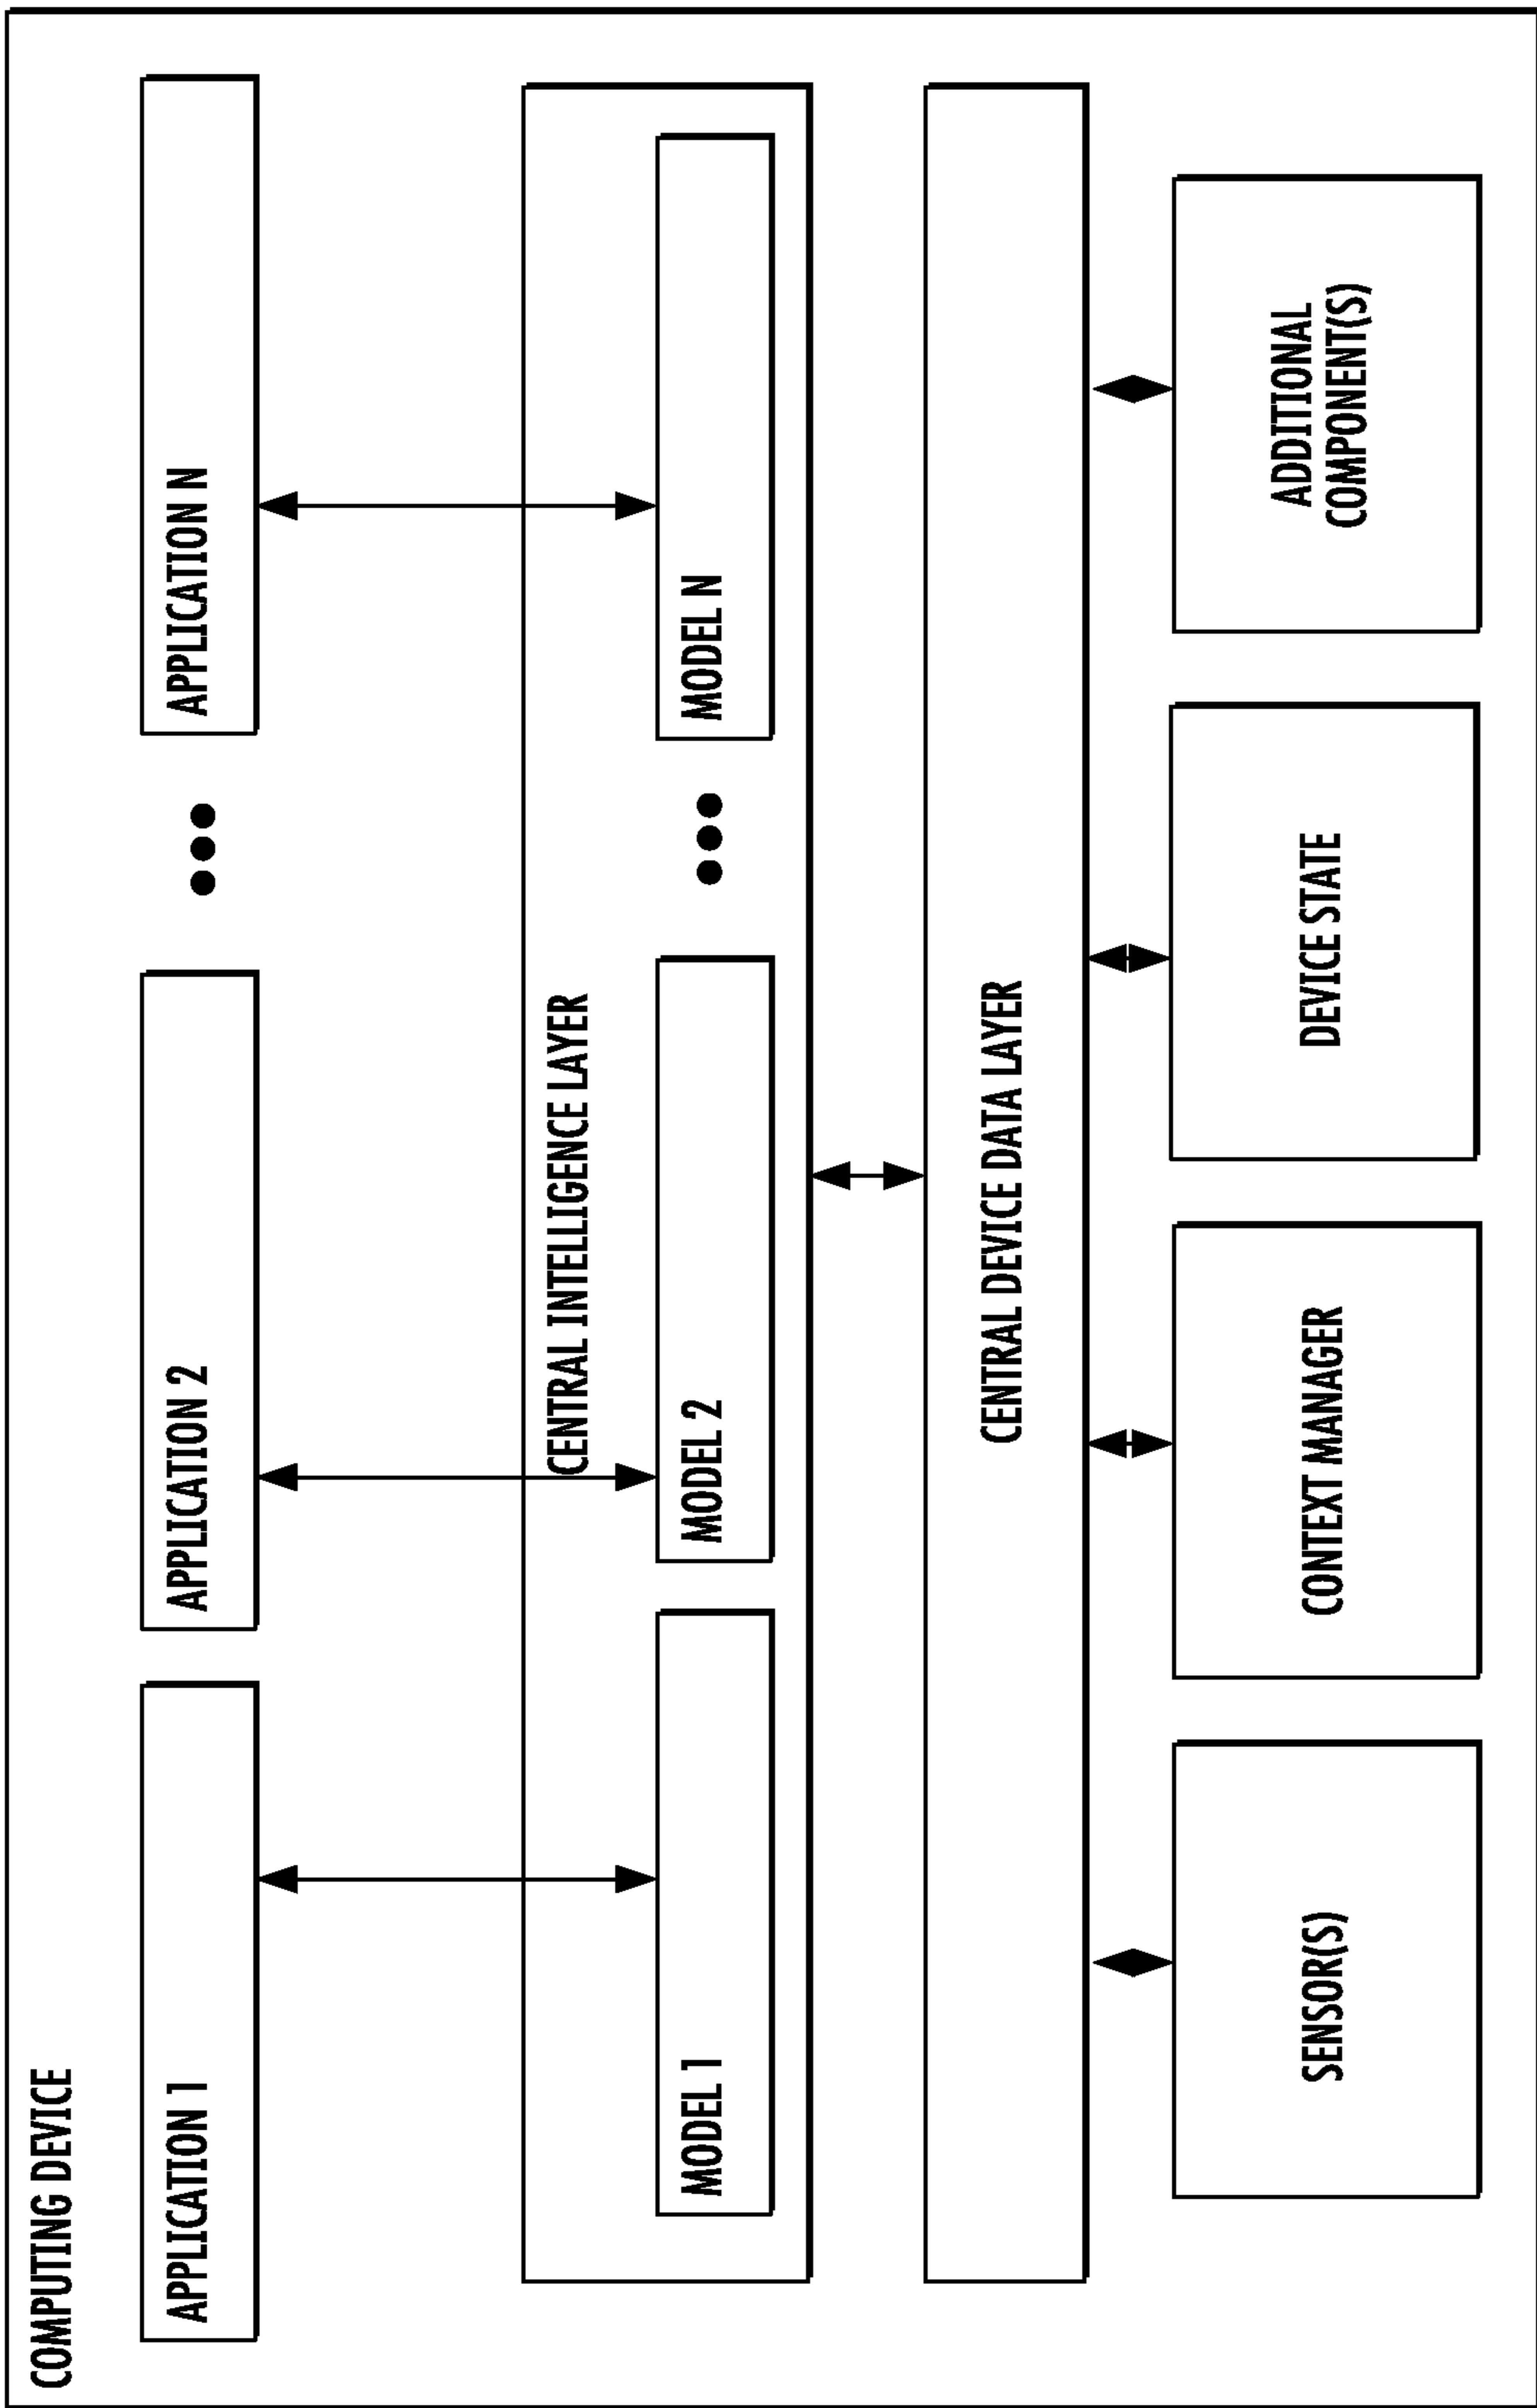 COMPUTING DEVICE
APPLICATION 1
APPLICATION 2
APPLICATION N
CENTRAL INTELLIGENCE LAYER
MODEL 1
MODEL 2
MODEL N
CENTRAL DEVICE DATA LAYER
SENSOR(S)
CONTEXT MANAGER
DEVICE STATE
ADDITIONAL
COMPONENT(S)